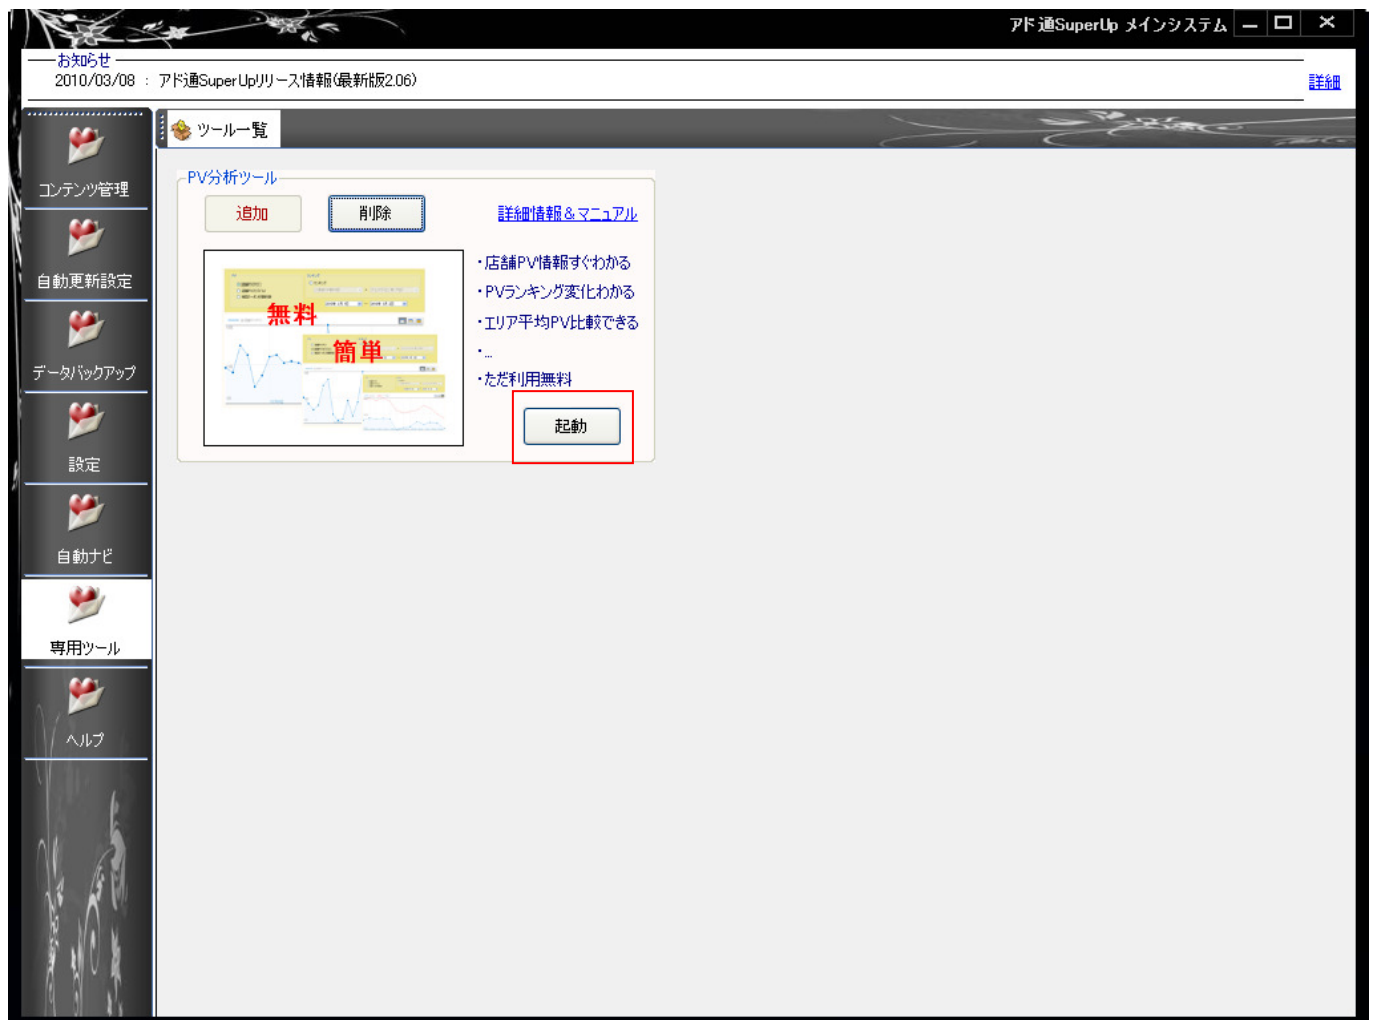 アド通SuperUp メインシステム
お知らせ
2010/03/08 : アド通SuperUpリリース情報(最新版2.06)
詳細
コンテンツ管理
自動更新設定
データバックアップ
設定
自動ナビ
専用ツール
ヘルプ
ツール一覧
PV分析ツール
追加
削除
詳細情報＆マニュアル
無料
簡単
・店舗PV情報すぐわかる
・PVランキング変化わかる
・エリア平均PV比較できる
・...
・ただ利用無料
起動